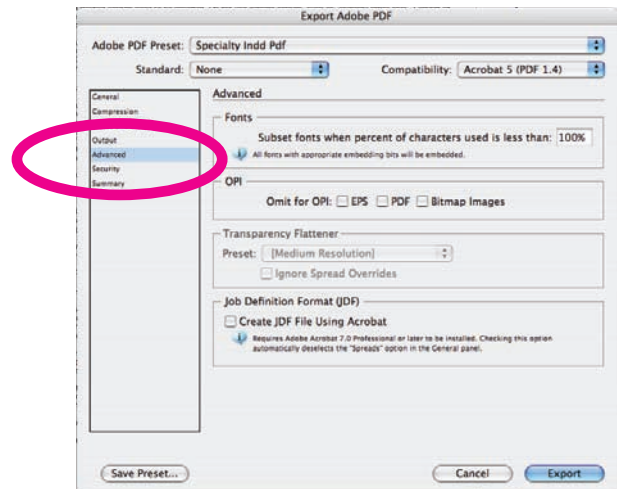 Export Adobe PDF
Adobe PDF Preset: Specialty Indd Pdf
Standard: None Compatibility: Acrobat 5 (PDF 1.4)
General
Compression
Output
Advanced
Security
Summary
Advanced
Fonts
Subset fonts when percent of characters used is less than: 100%
All fonts with appropriate embedding bits will be embedded.
OPI
Omit for OPI: EPS PDF Bitmap Images
Transparency Flattener
Preset: [Medium Resolution]
Ignore Spread Overrides
Job Definition Format (JDF)
Create JDF File Using Acrobat
Requires Adobe Acrobat 7.0 Professional or later to be installed. Checking this option
automatically deselects the "Spreads" option in the General panel.
Save Preset... Cancel Export